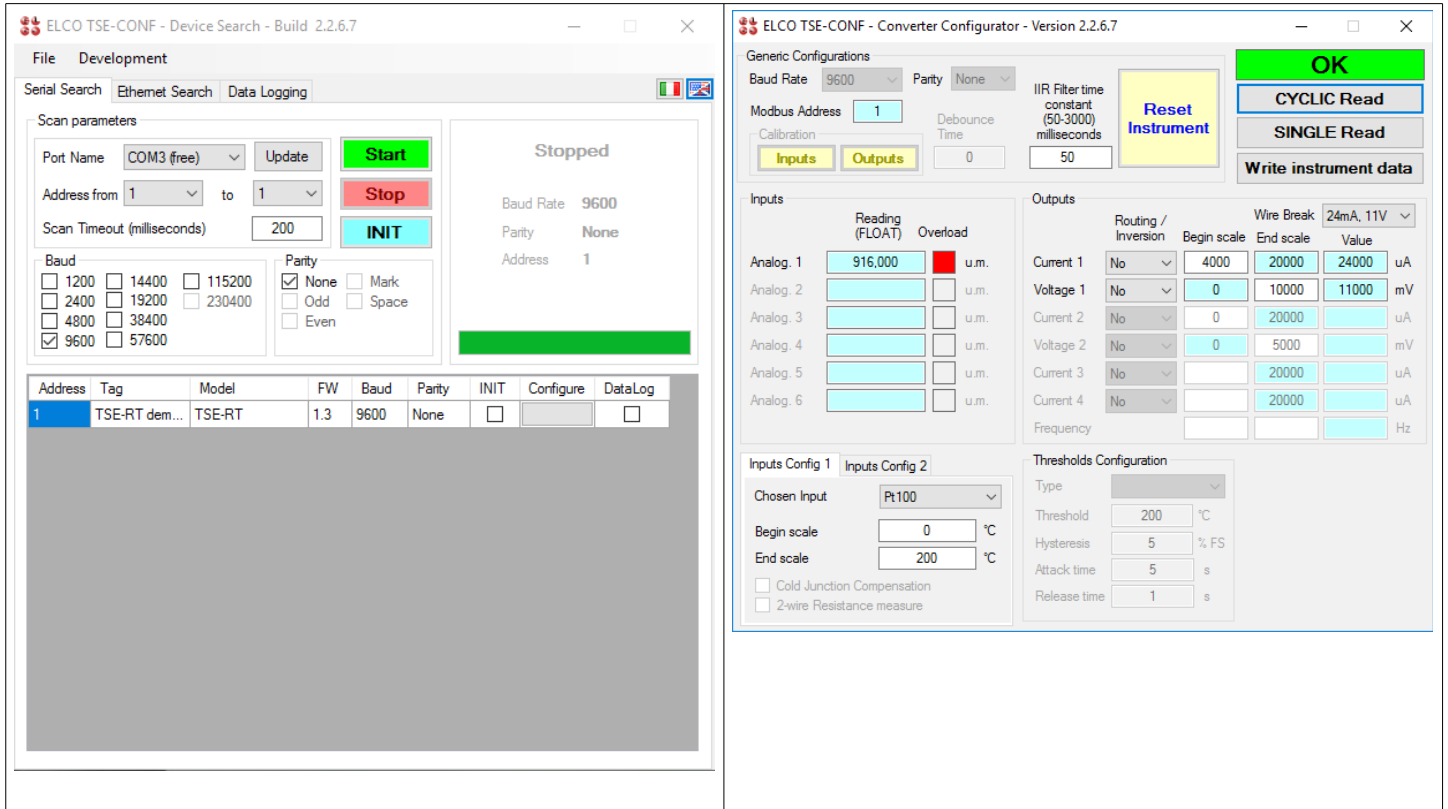 ELCO TSE-CONF - Device Search - Build 2.2.6.7
File Development
Serial Search Ethernet Search Data Logging
Scan parameters
Port Name COM3 (free) Update Start
Address from 1 to 1 Stop
Scan Timeout (milliseconds) 200 INIT
Baud
1200 14400 115200
2400 19200 230400
4800 38400
9600 57600
Parity
None Mark
Odd Space
Even
Stopped
Baud Rate 9600
Parity None
Address 1
Address Tag Model FW Baud Parity INIT Configure DataLog
1 TSE-RT dem... TSE-RT 1.3 9600 None
ELCO TSE-CONF - Converter Configurator - Version 2.2.6.7
Generic Configurations
Baud Rate 9600 Parity None
Modbus Address 1
Calibration
Inputs Outputs
Debounce
Time
0
IIR Filter time
constant
(50-3000)
milliseconds
50
Reset
Instrument
OK
CYCLIC Read
SINGLE Read
Write instrument data
Inputs
Reading
(FLOAT) Overload
Analog. 1 916,000 u.m.
Analog. 2 u.m.
Analog. 3 u.m.
Analog. 4 u.m.
Analog. 5 u.m.
Analog. 6 u.m.
Outputs
Wire Break 24mA, 11V
Routing /
Inversion Begin scale End scale Value
Current 1 No 4000 20000 24000 uA
Voltage 1 No 0 10000 11000 mV
Current 2 No 0 20000 uA
Voltage 2 No 0 5000 mV
Current 3 No 20000 uA
Current 4 No 20000 uA
Frequency Hz
Inputs Config 1 Inputs Config 2
Chosen Input Pt100
Begin scale 0 °C
End scale 200 °C
Cold Junction Compensation
2-wire Resistance measure
Thresholds Configuration
Type
Threshold 200 °C
Hysteresis 5 % FS
Attack time 5 s
Release time 1 s